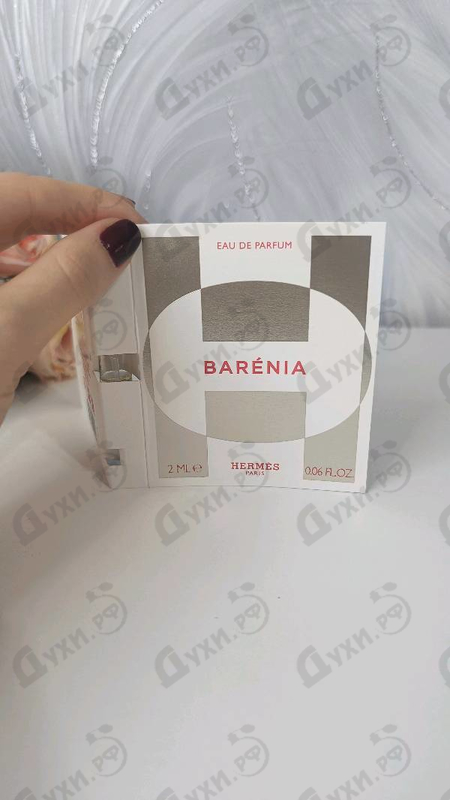 EAU DE PARFUM
BARÉNIA
2 ML ℮
HERMÈS
PARIS
0.06 FL.OZ
Духи.рф